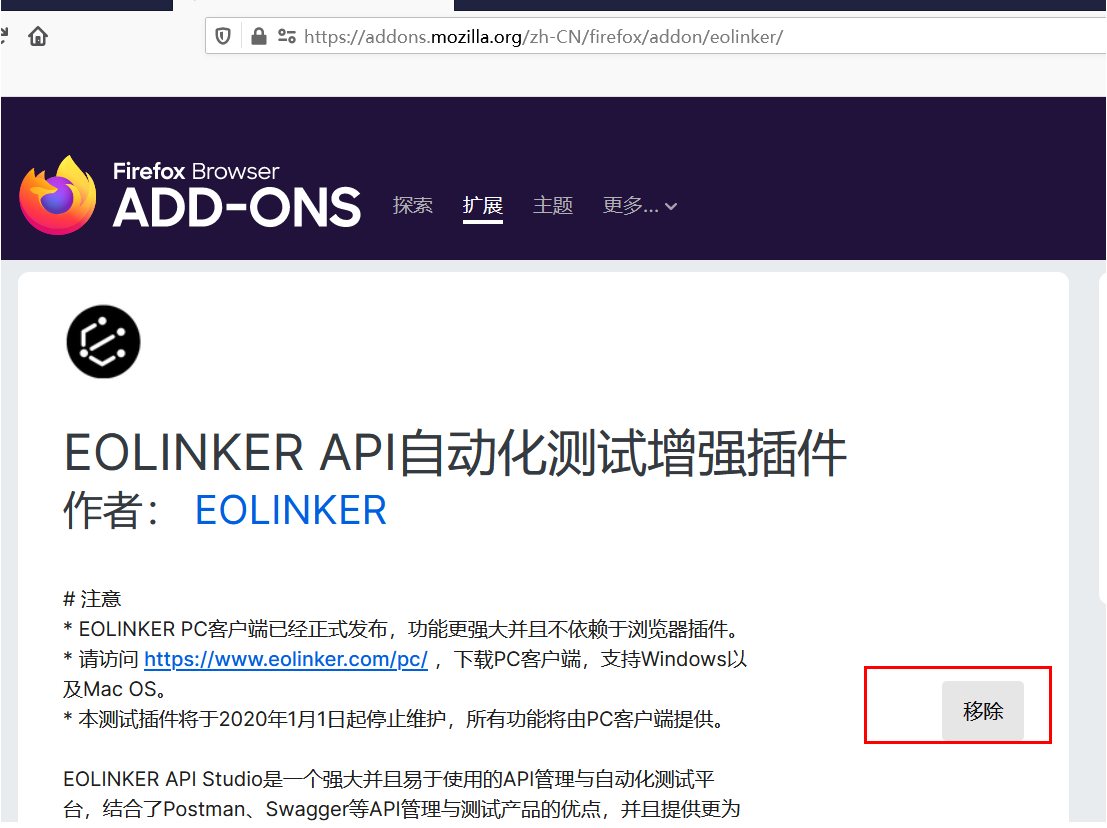 https://addons.mozilla.org/zh-CN/firefox/addon/eolinker/
Firefox Browser
ADD-ONS
探索 扩展 主题 更多...
EOLINKER API自动化测试增强插件
作者： EOLINKER
# 注意
* EOLINKER PC客户端已经正式发布，功能更强大并且不依赖于浏览器插件。
* 请访问 https://www.eolinker.com/pc/ ，下载PC客户端，支持Windows以
及Mac OS。
* 本测试插件将于2020年1月1日起停止维护，所有功能将由PC客户端提供。
移除
EOLINKER API Studio是一个强大并且易于使用的API管理与自动化测试平
台，结合了Postman、Swagger等API管理与测试产品的优点，并且提供更为